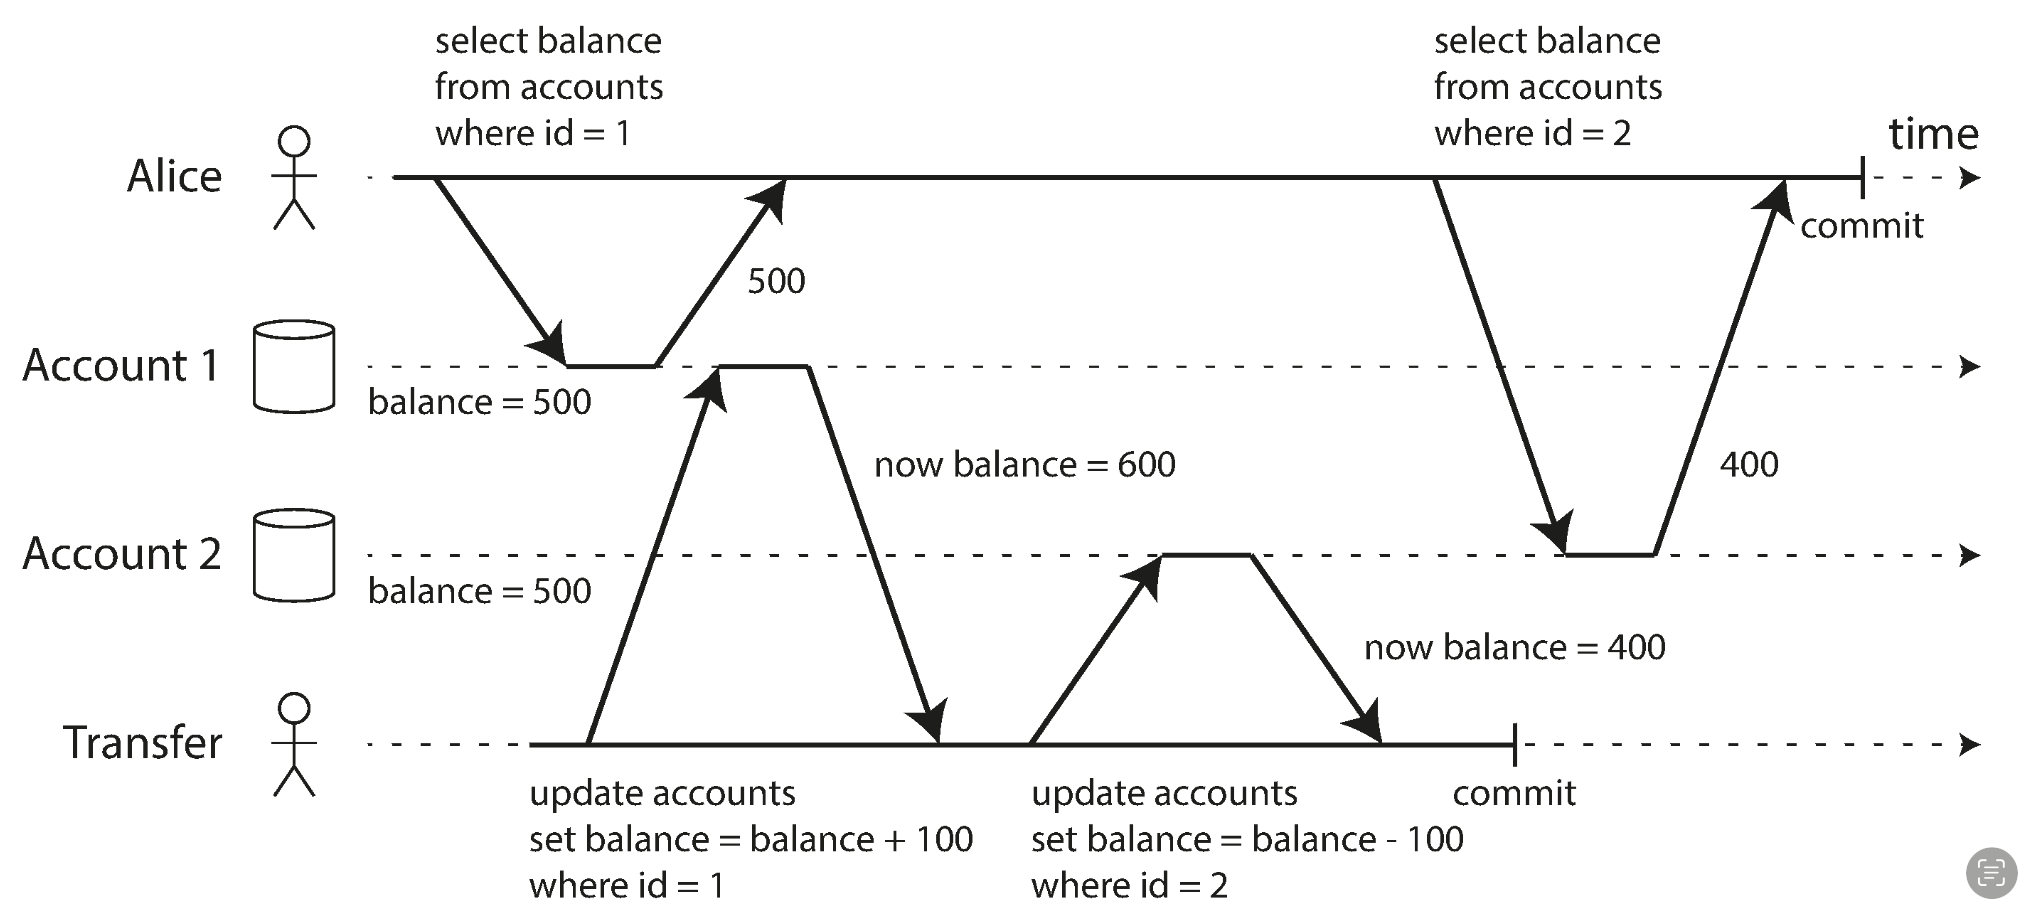 select balance
from accounts
where id = 1
select balance
from accounts
where id = 2
time
Alice
commit
500
Account 1
balance = 500
now balance = 600
400
Account 2
balance = 500
now balance = 400
Transfer
update accounts
set balance = balance + 100
where id = 1
update accounts
set balance = balance - 100
where id = 2
commit